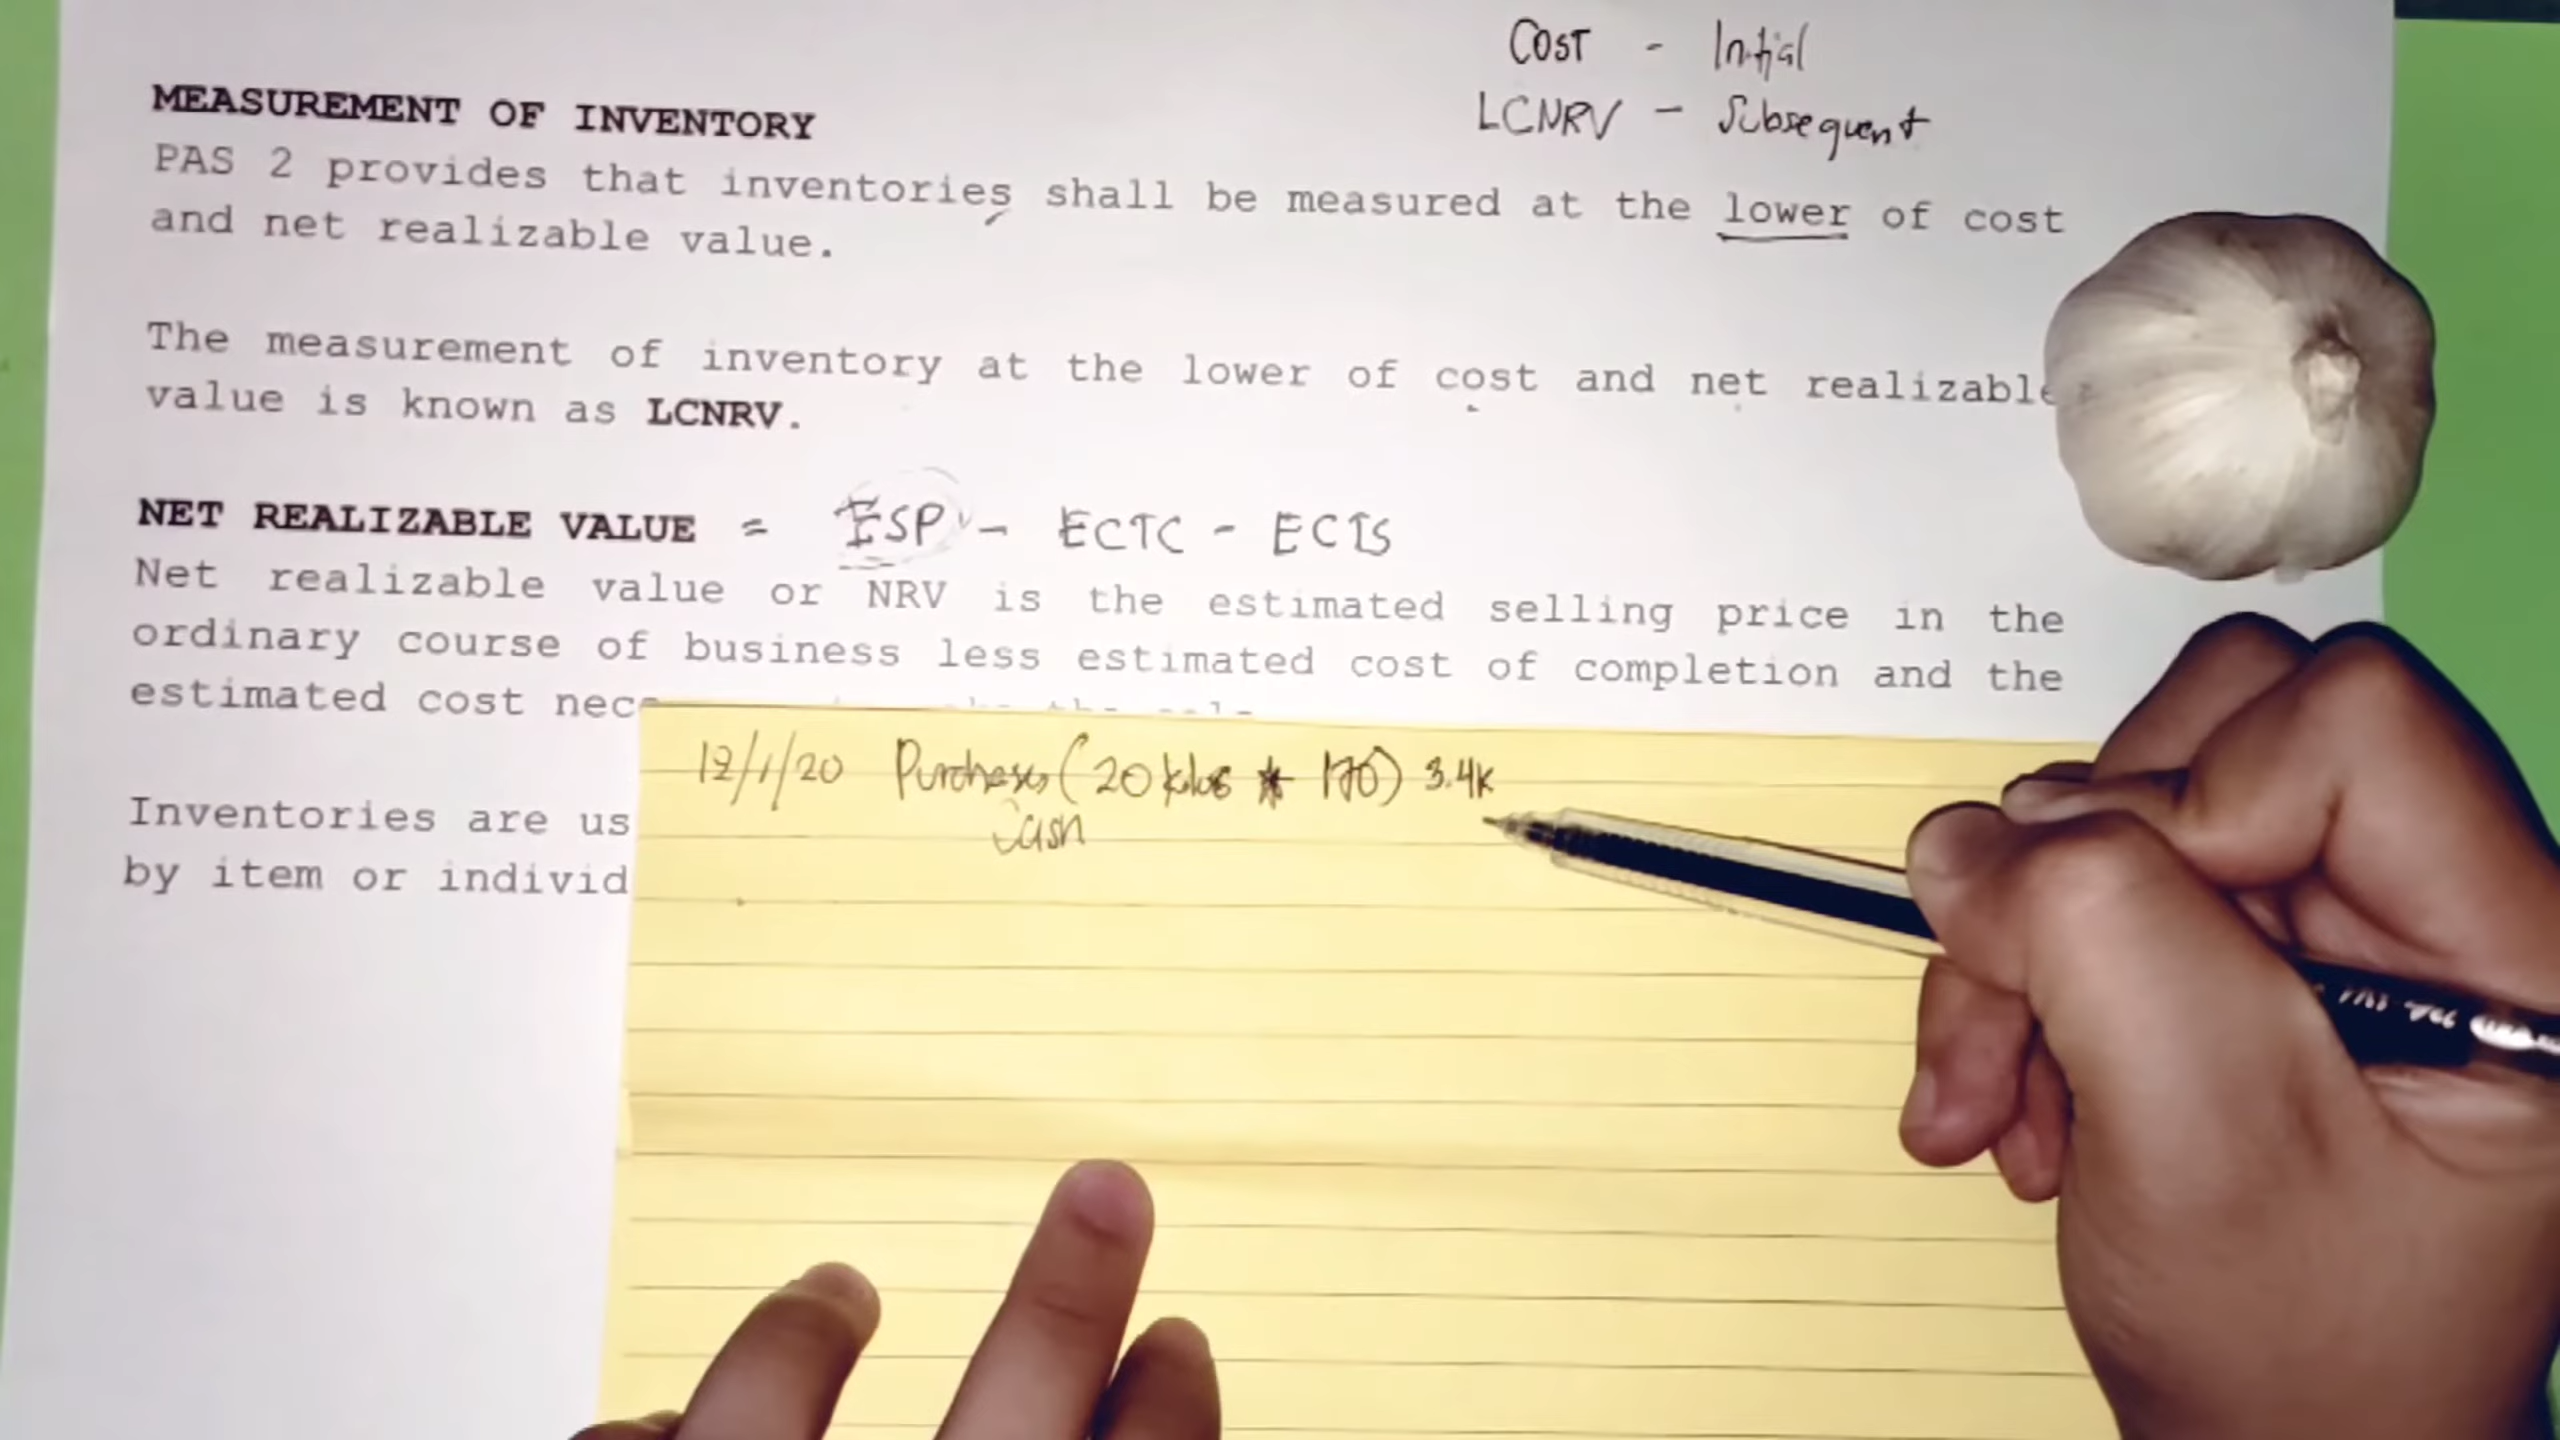 COST - Initial
LCNRV - Subsequent
MEASUREMENT OF INVENTORY
PAS 2 provides that inventories shall be measured at the lower of cost
and net realizable value.
The measurement of inventory at the lower of cost and net realizable
value is known as LCNRV.
NET REALIZABLE VALUE = ESP - ECTC - ECTS
Net realizable value or NRV is the estimated selling price in the
ordinary course of business less estimated cost of completion and the
estimated cost
Inventories are us
by item or individ
12/1/20 Purchases (20 kilos * 170) 3.4K
Cash